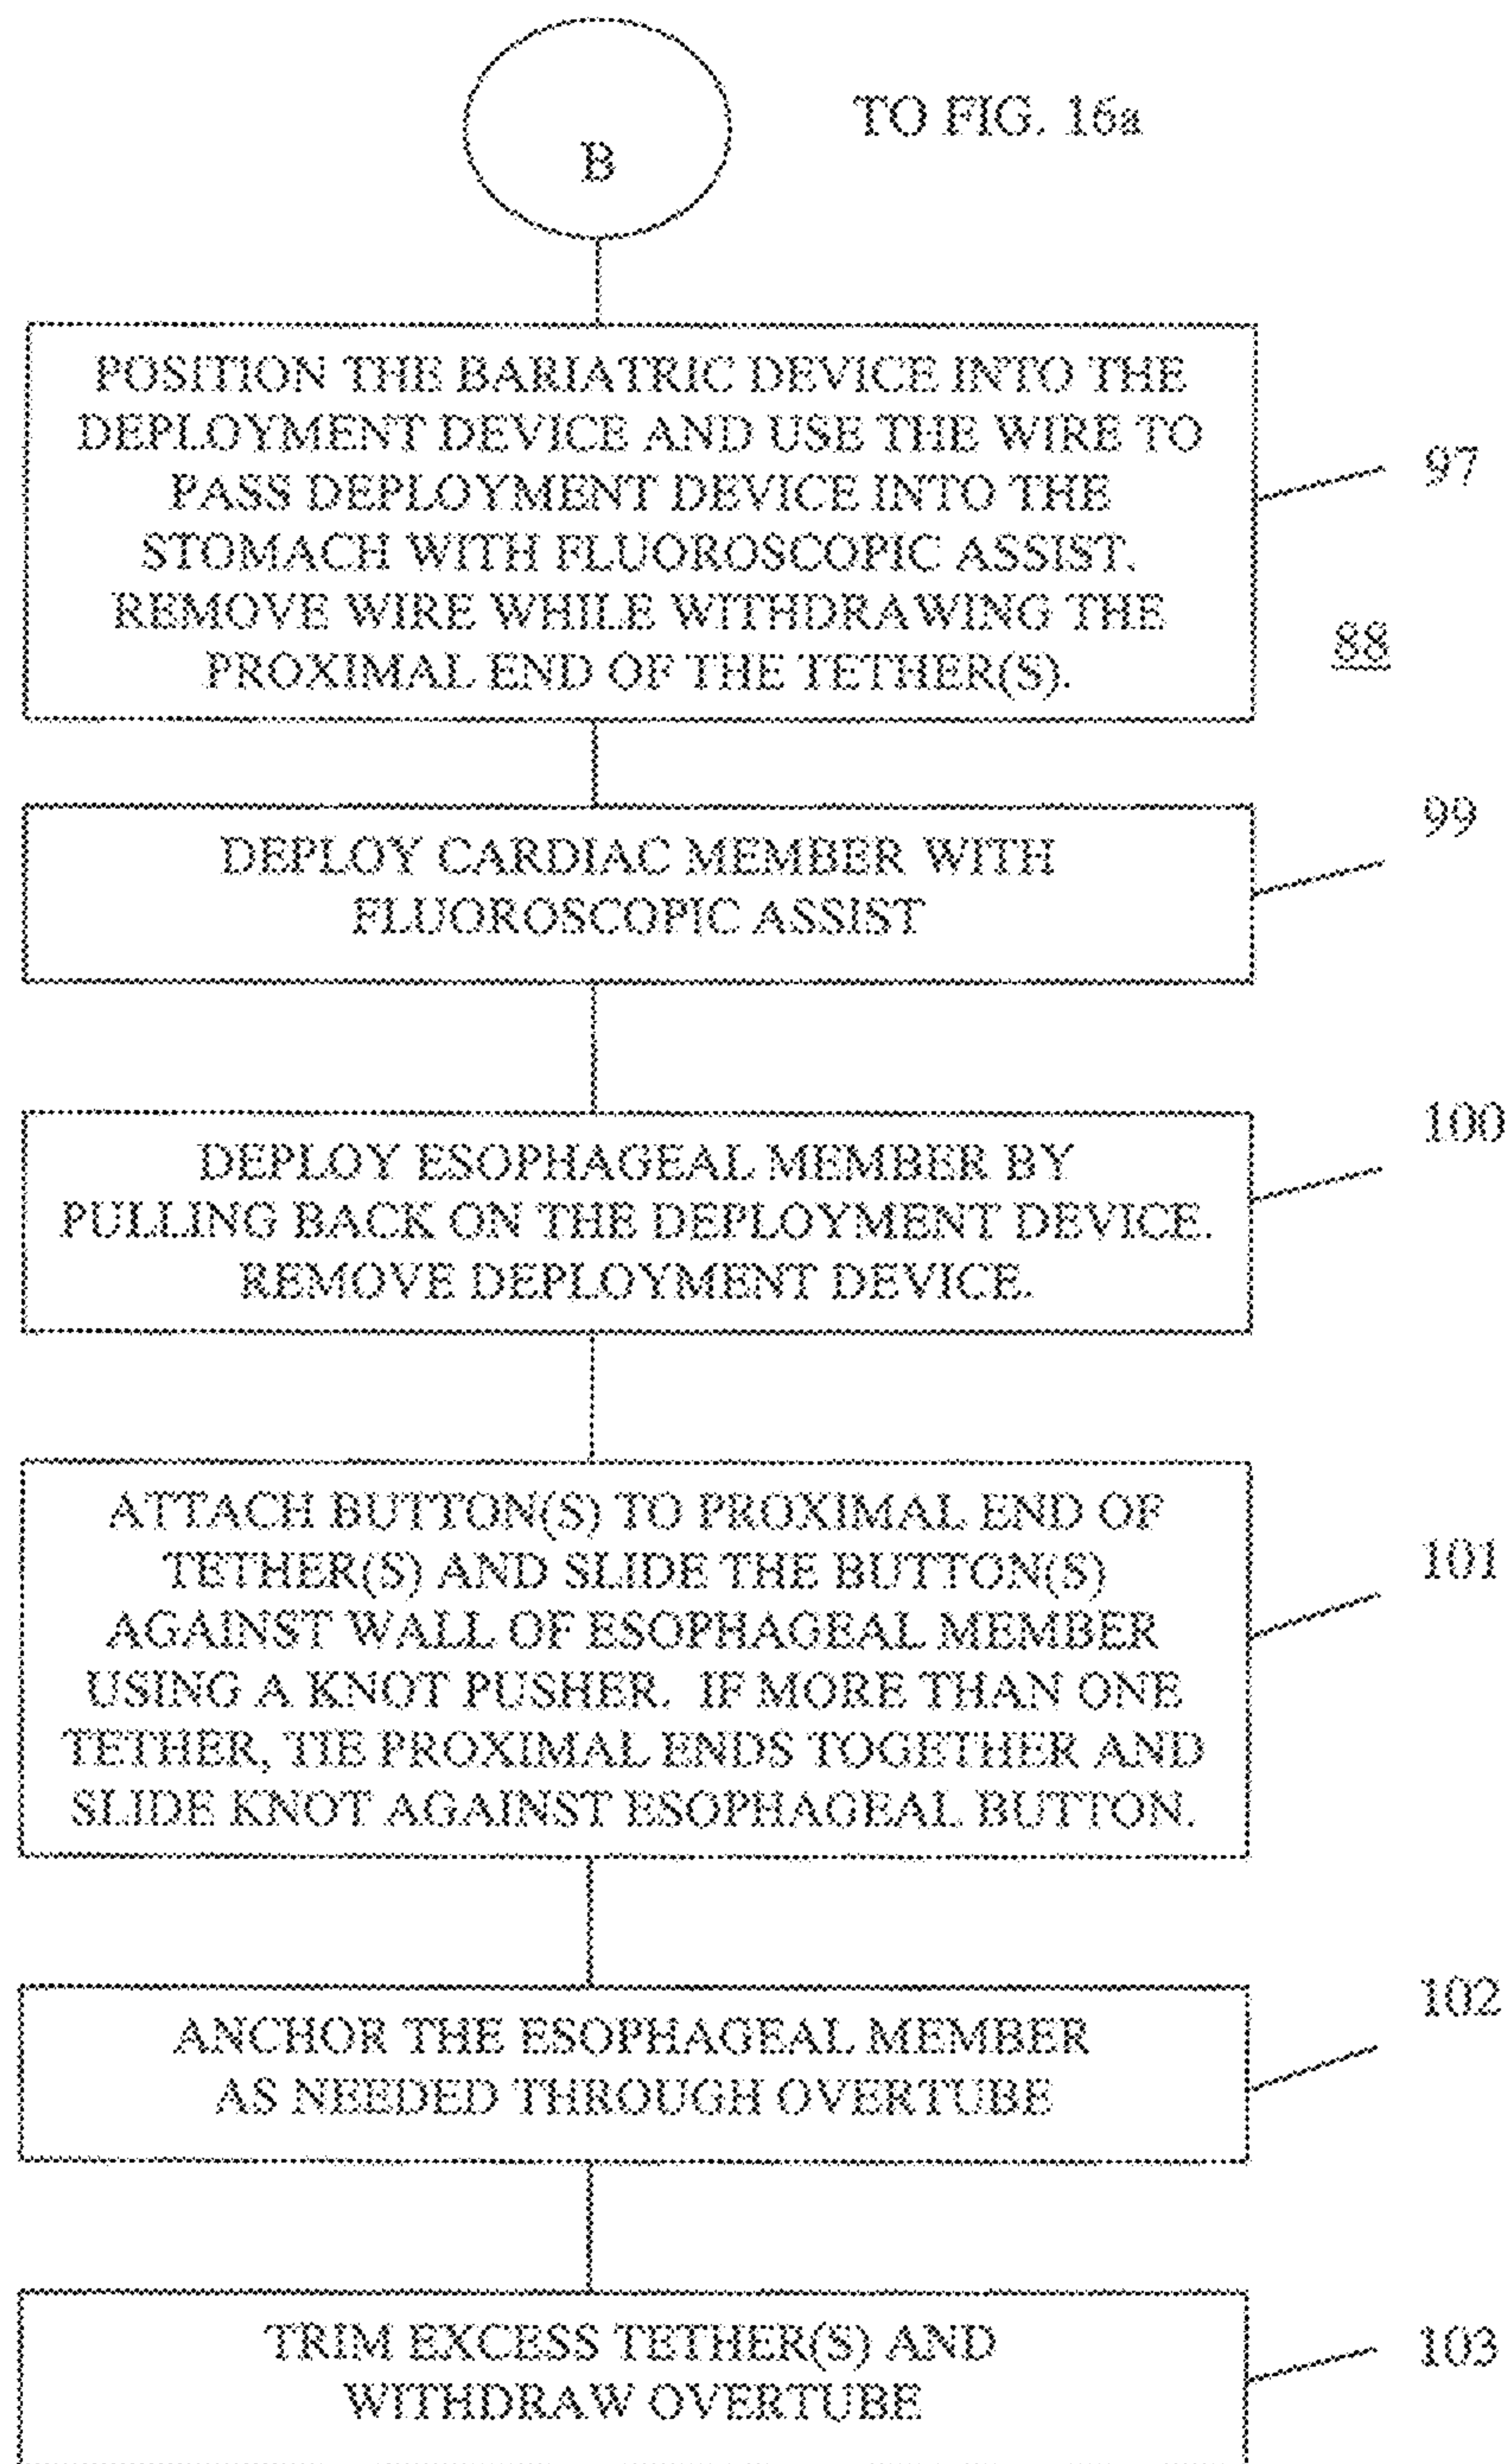 TO FIG. 16a
B
POSITION THE BARIATRIC DEVICE INTO THE
DEPLOYMENT DEVICE AND USE THE WIRE TO
PASS DEPLOYMENT DEVICE INTO THE
STOMACH WITH FLUOROSCOPIC ASSIST.
REMOVE WIRE WHILE WITHDRAWING THE
PROXIMAL END OF THE TETHER(S).
97
88
DEPLOY CARDIAC MEMBER WITH
FLUOROSCOPIC ASSIST
99
DEPLOY ESOPHAGEAL MEMBER BY
PULLING BACK ON THE DEPLOYMENT DEVICE.
REMOVE DEPLOYMENT DEVICE.
100
ATTACH BUTTON(S) TO PROXIMAL END OF
TETHER(S) AND SLIDE THE BUTTON(S)
AGAINST WALL OF ESOPHAGEAL MEMBER
USING A KNOT PUSHER. IF MORE THAN ONE
TETHER, TIE PROXIMAL ENDS TOGETHER AND
SLIDE KNOT AGAINST ESOPHAGEAL BUTTON.
101
ANCHOR THE ESOPHAGEAL MEMBER
AS NEEDED THROUGH OVERTUBE
102
TRIM EXCESS TETHER(S) AND
WITHDRAW OVERTUBE
103